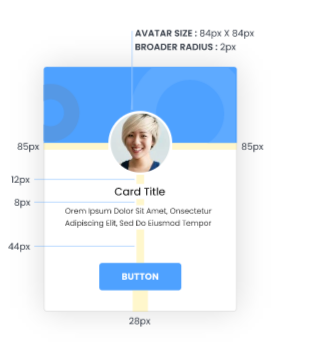 AVATAR SIZE : 84px X 84px
BROADER RADIUS : 2px
85px
85px
12px
Card Title
8px
Orem Ipsum Dolor Sit Amet, Onsectetur
Adipiscing Elit, Sed Do Eiusmod Tempor
44px
BUTTON
28px